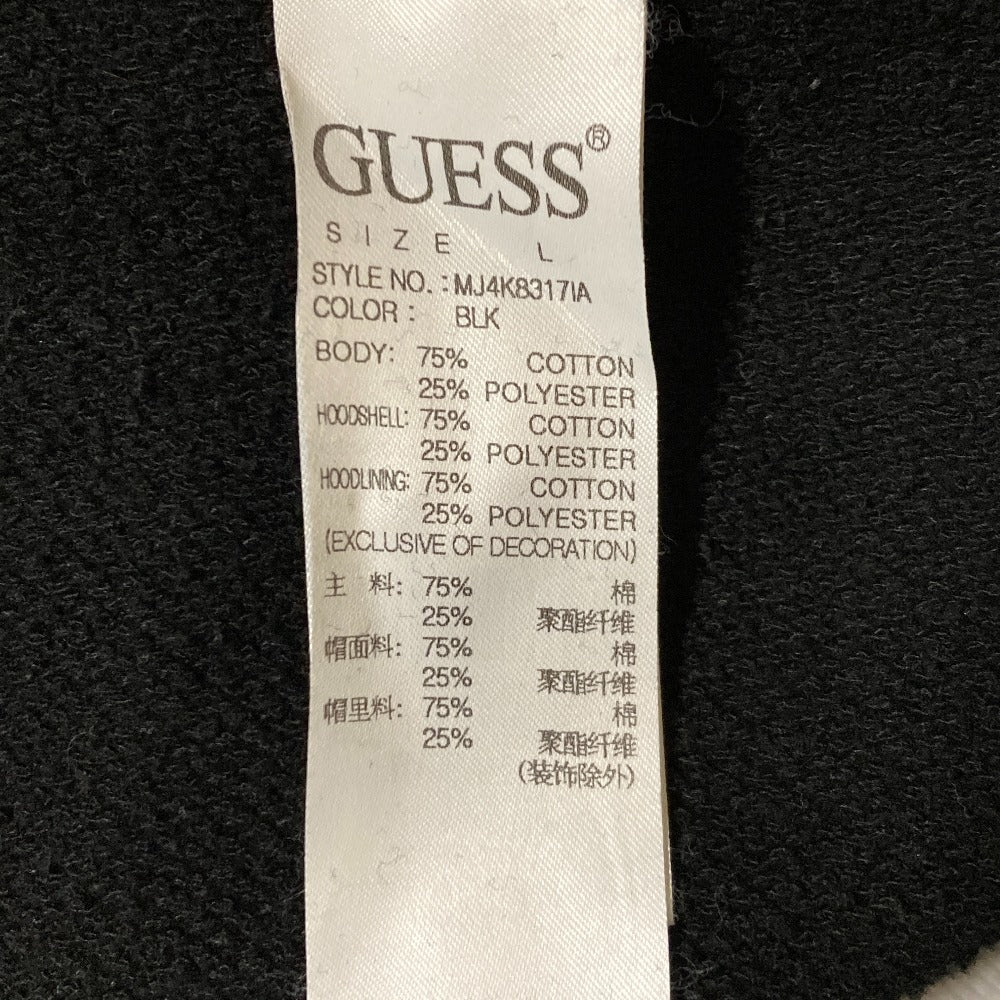 GUESS®
SIZE L
STYLE NO. : MJ4K8317IA
COLOR : BLK
BODY: 75% COTTON
25% POLYESTER
HOODSHELL: 75% COTTON
25% POLYESTER
HOODLINING: 75% COTTON
25% POLYESTER
(EXCLUSIVE OF DECORATION)
主 料: 75% 棉
25% 聚酯纤维
帽面料: 75% 棉
25% 聚酯纤维
帽里料: 75% 棉
25% 聚酯纤维
(装饰除外)